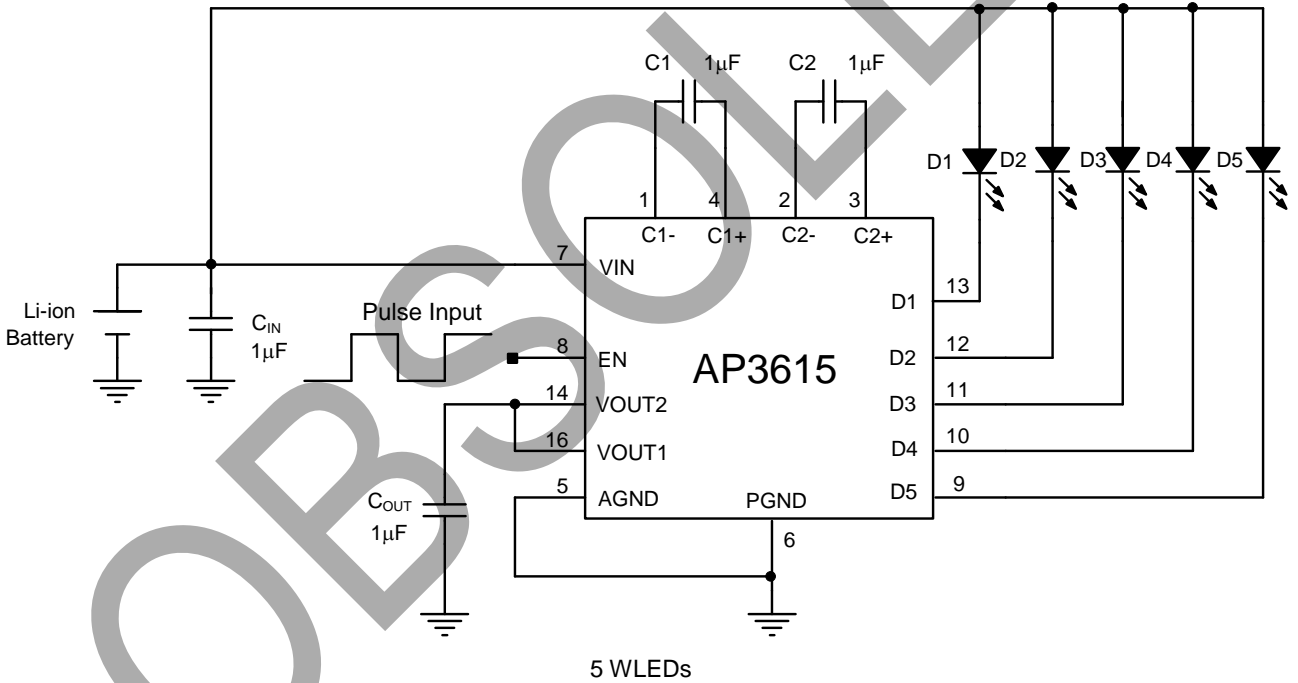 C1 1μF C2 1μF
D1 D2 D3 D4 D5
1 4 2 3
C1- C1+ C2- C2+
7 VIN
Li-ion
Battery
CIN
1μF
Pulse Input
8 EN
AP3615
14 VOUT2
16 VOUT1
5 AGND
COUT
1μF
PGND
6
D1 13
D2 12
D3 11
D4 10
D5 9
5 WLEDs
OBSOLE